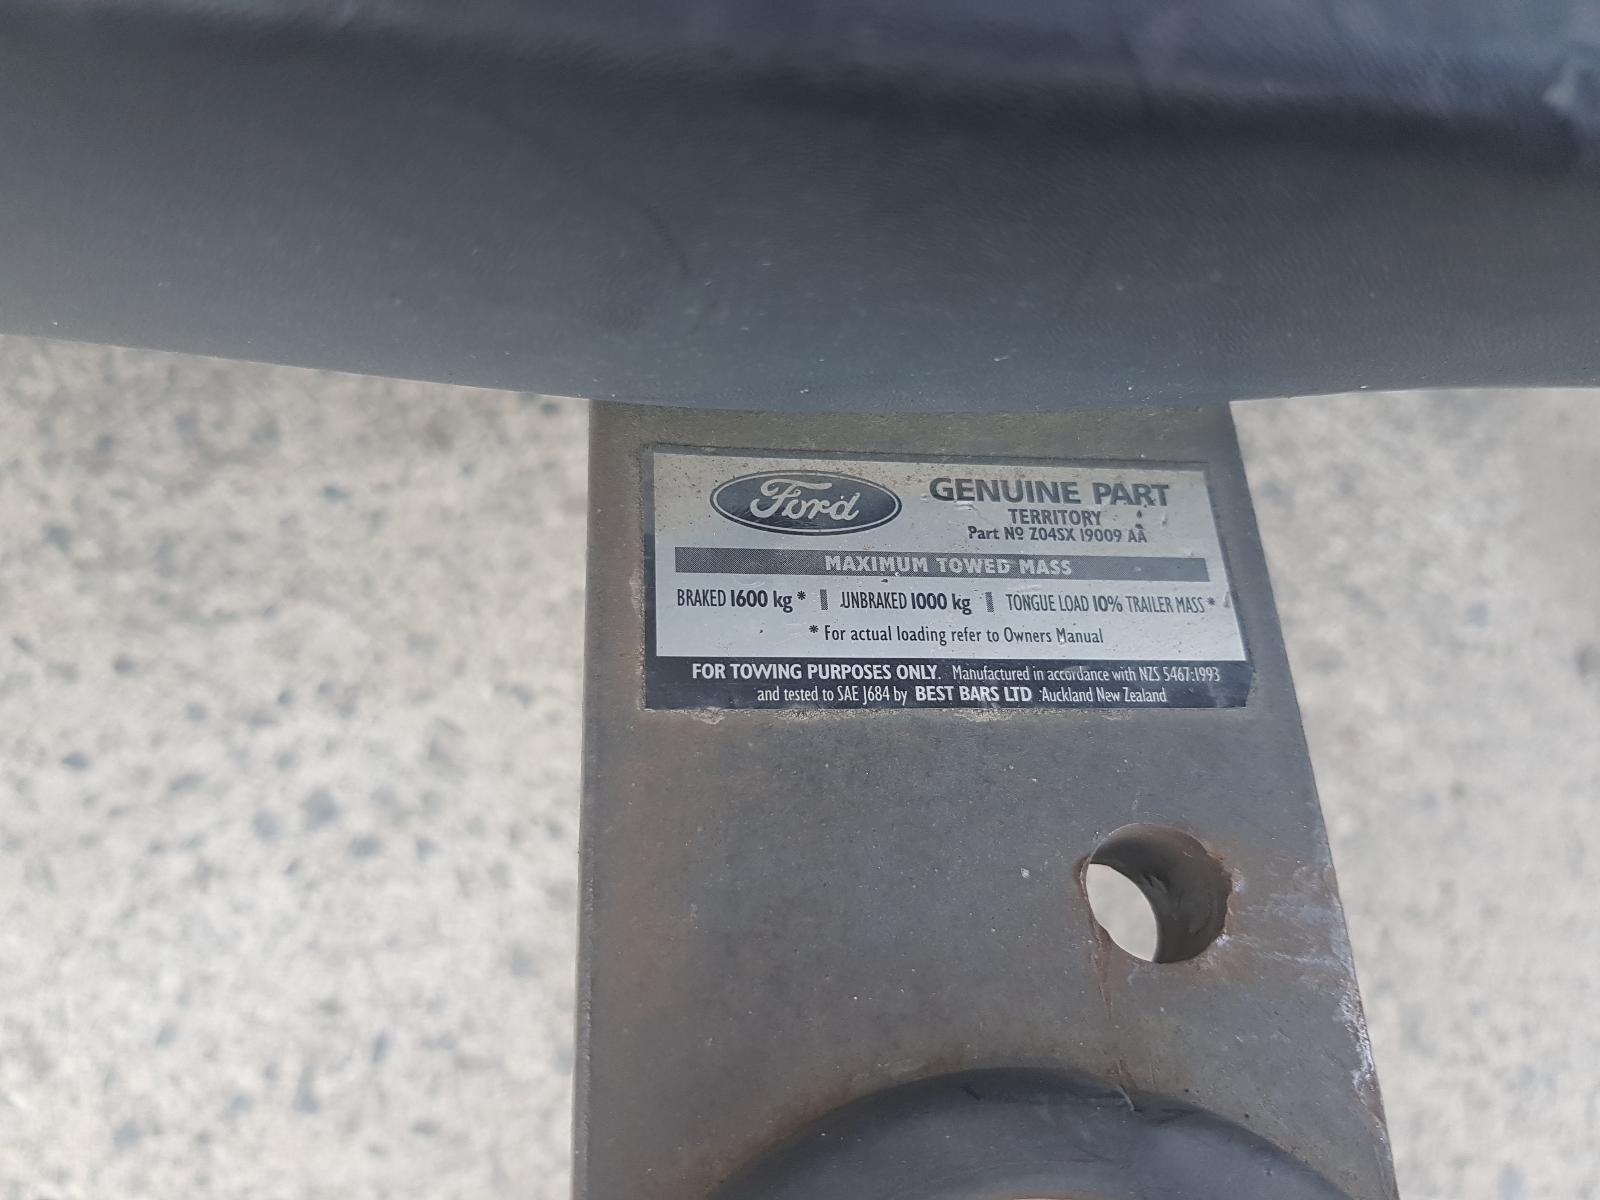 Ford
GENUINE PART
TERRITORY
Part Nº Z04SX 19009 AA
MAXIMUM TOWED MASS
BRAKED 1600 kg * UNBRAKED 1000 kg TONGUE LOAD 10% TRAILER MASS *
* For actual loading refer to Owners Manual
FOR TOWING PURPOSES ONLY. Manufactured in accordance with NZS 5467:1993
and tested to SAE J684 by BEST BARS LTD Auckland New Zealand